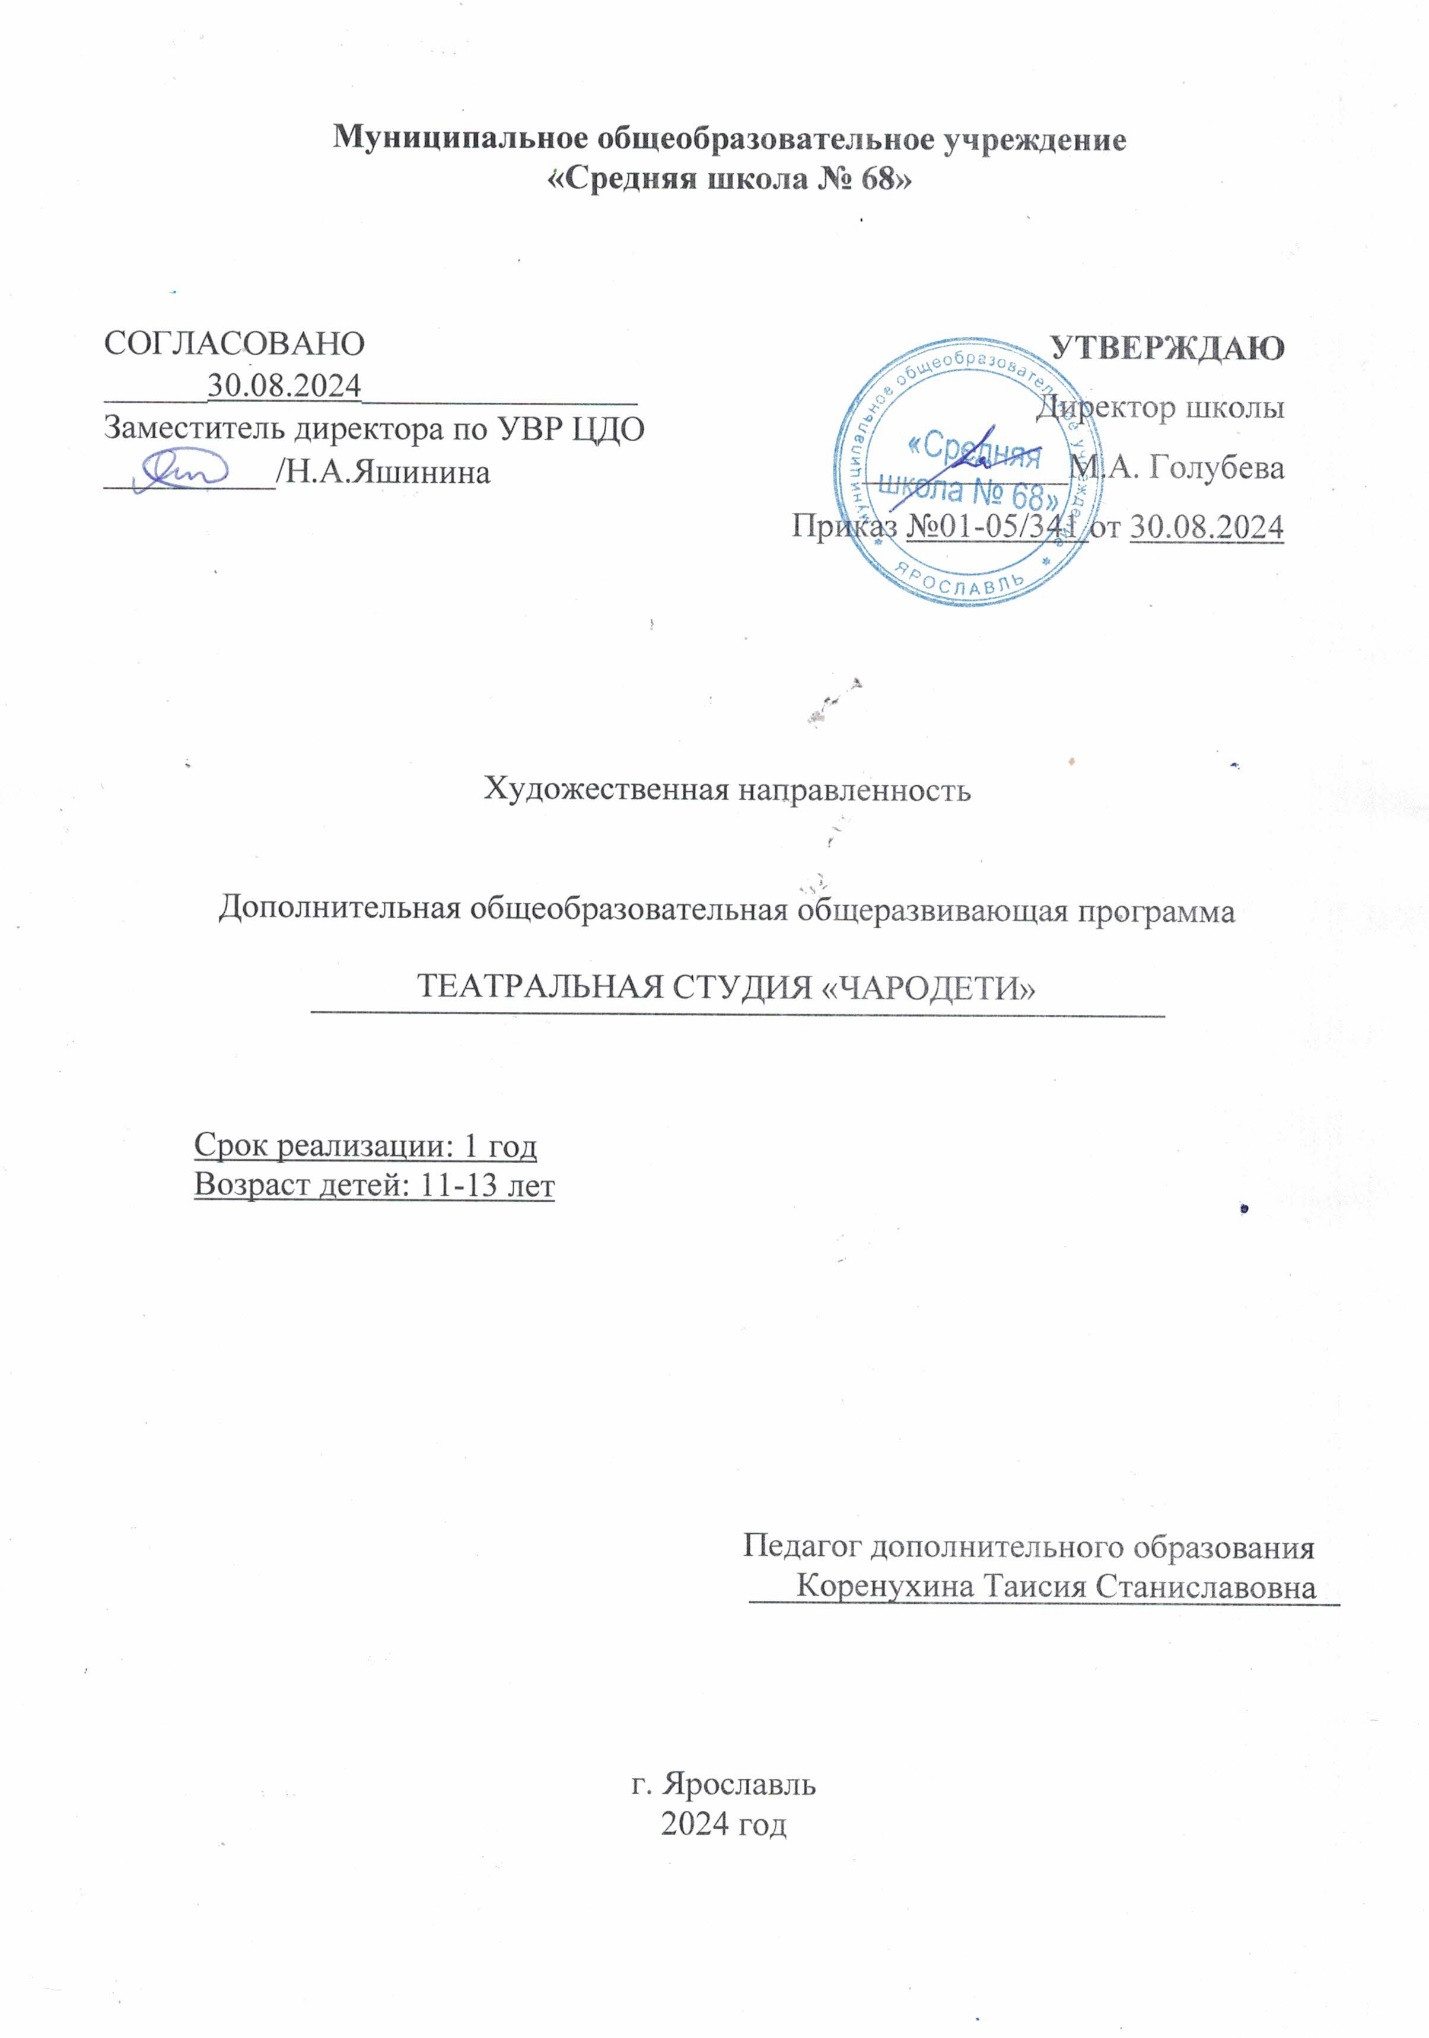 Муниципальное общеобразовательное учреждение
«Средняя школа № 68»
СОГЛАСОВАНО
30.08.2024
Заместитель директора по УВР ЦДО
/Н.А.Яшинина
УТВЕРЖДАЮ
Директор школы
М.А. Голубева
Приказ №01-05/341 от 30.08.2024
муниципальное общеобразовательное учреждение
«Средняя
школа № 68»
ЯРОСЛАВЛЬ
Художественная направленность
Дополнительная общеобразовательная общеразвивающая программа
ТЕАТРАЛЬНАЯ СТУДИЯ «ЧАРОДЕТИ»
Срок реализации: 1 год
Возраст детей: 11-13 лет
Педагог дополнительного образования
Коренухина Таисия Станиславовна
г. Ярославль
2024 год